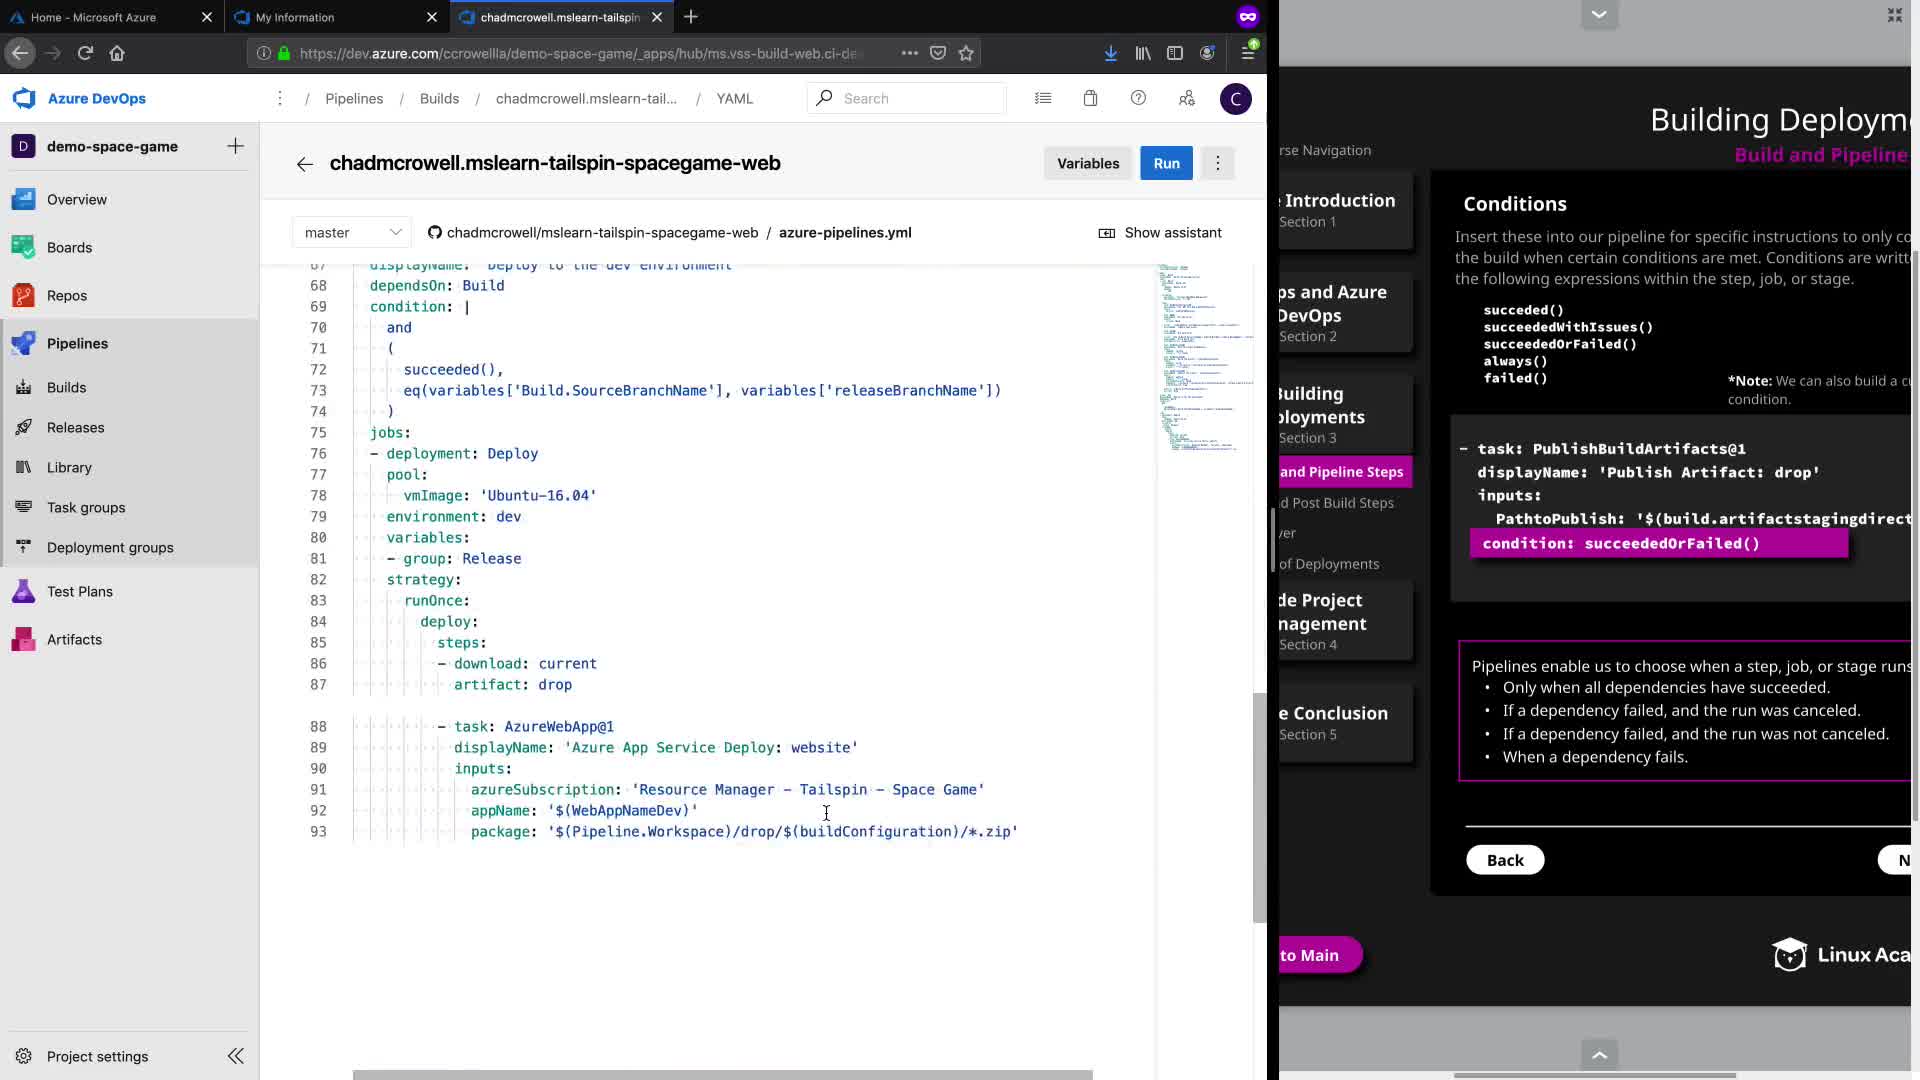 Home - Microsoft Azure
My Information
chadmcrowell.mslearn-tailspin
https://dev.azure.com/ccrowellla/demo-space-game/_apps/hub/ms.vss-build-web.ci-de
Azure DevOps
/ Pipelines / Builds / chadmcrowell.mslearn-tail... / YAML
Search
C
D demo-space-game
Overview
Boards
Repos
Pipelines
Builds
Releases
Library
Task groups
Deployment groups
Test Plans
Artifacts
Project settings
chadmcrowell.mslearn-tailspin-spacegame-web
Variables
Run
master
chadmcrowell/mslearn-tailspin-spacegame-web / azure-pipelines.yml
Show assistant
67 displayName: 'Deploy to the dev environment'
68 dependsOn: Build
69 condition: |
70 and
71 (
72 succeeded(),
73 eq(variables['Build.SourceBranchName'], variables['releaseBranchName'])
74 )
75 jobs:
76 - deployment: Deploy
77 pool:
78 vmImage: 'Ubuntu-16.04'
79 environment: dev
80 variables:
81 - group: Release
82 strategy:
83 runOnce:
84 deploy:
85 steps:
86 - download: current
87 artifact: drop
88 - task: AzureWebApp@1
89 displayName: 'Azure App Service Deploy: website'
90 inputs:
91 azureSubscription: 'Resource Manager - Tailspin - Space Game'
92 appName: '$(WebAppNameDev)'
93 package: '$(Pipeline.Workspace)/drop/$(buildConfiguration)/*.zip'
Building Deploym
Build and Pipeline
rse Navigation
e Introduction
Section 1
ps and Azure
DevOps
Section 2
Building
ployments
Section 3
and Pipeline Steps
d Post Build Steps
ver
of Deployments
de Project
nagement
Section 4
e Conclusion
Section 5
to Main
Conditions
Insert these into our pipeline for specific instructions to only co
the build when certain conditions are met. Conditions are writt
the following expressions within the step, job, or stage.
succeded()
succeededWithIssues()
succeededOrFailed()
always()
failed()
*Note: We can also build a cu
condition.
- task: PublishBuildArtifacts@1
displayName: 'Publish Artifact: drop'
inputs:
PathtoPublish: '$(build.artifactstagingdirect
condition: succeededOrFailed()
Pipelines enable us to choose when a step, job, or stage runs
• Only when all dependencies have succeeded.
• If a dependency failed, and the run was canceled.
• If a dependency failed, and the run was not canceled.
• When a dependency fails.
Back
N
Linux Aca